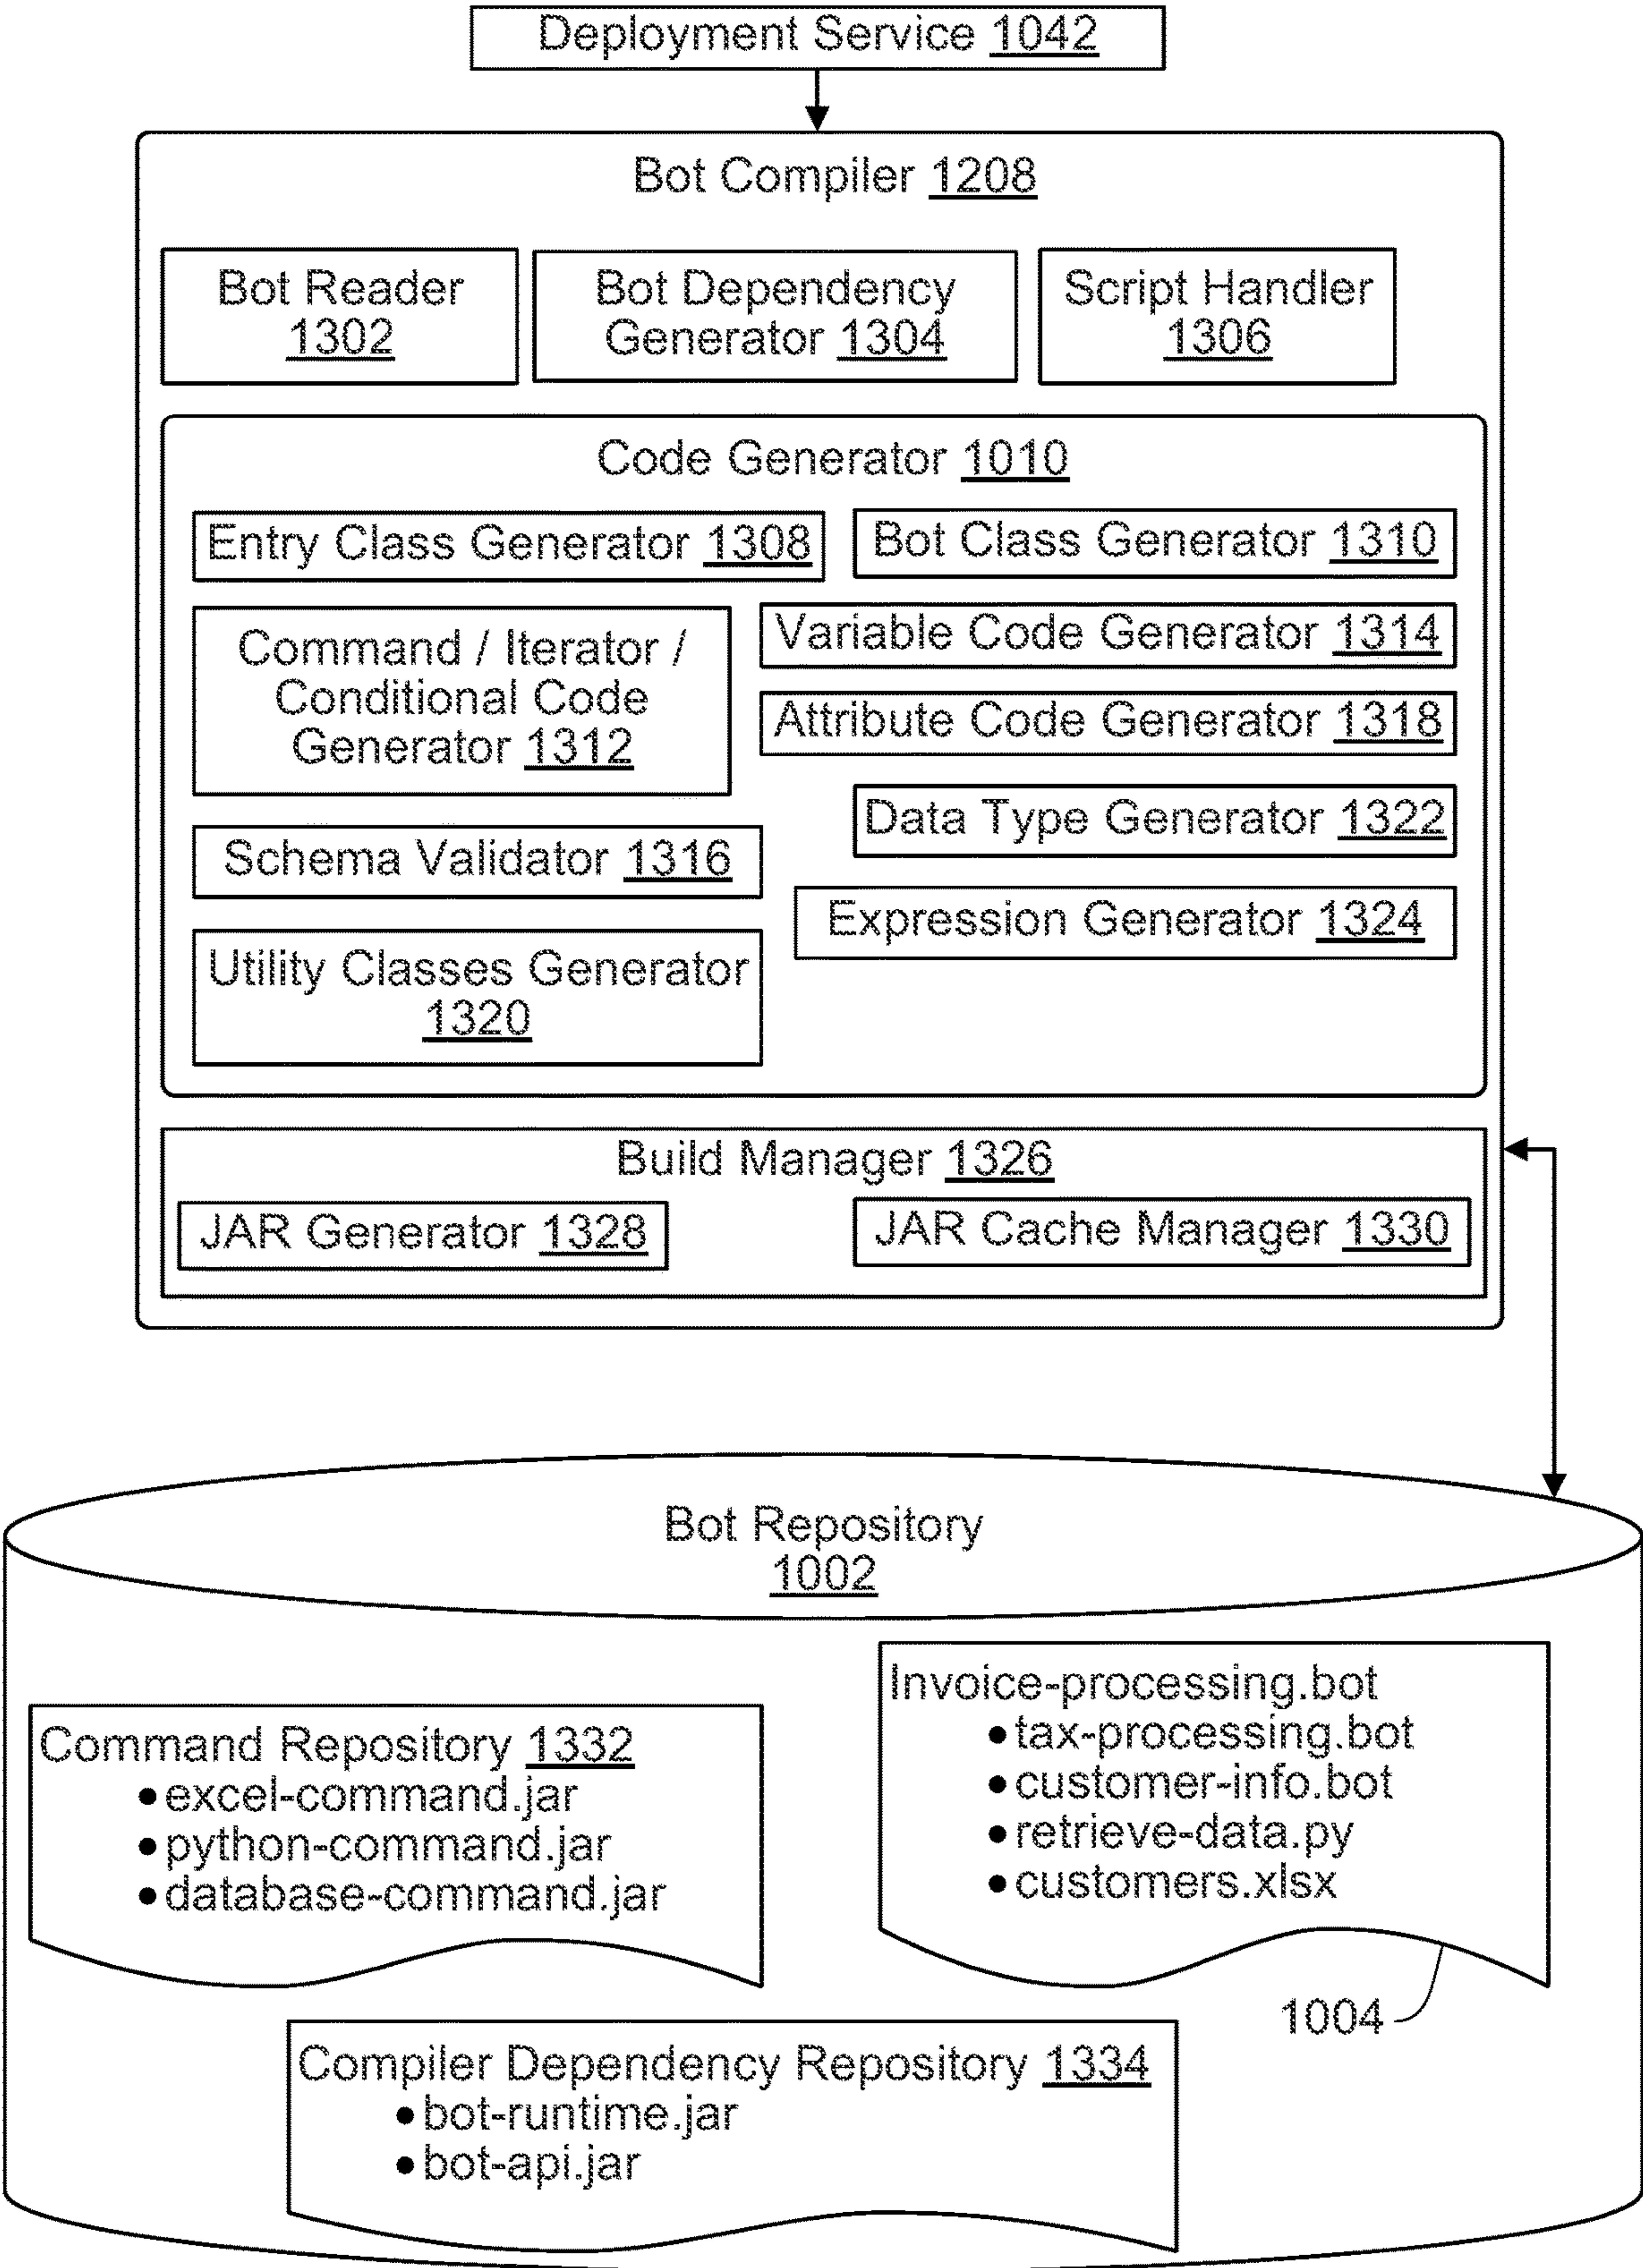 Deployment Service 1042
Bot Compiler 1208
Bot Reader
1302
Bot Dependency
Generator 1304
Script Handler
1306
Code Generator 1010
Entry Class Generator 1308
Bot Class Generator 1310
Command / Iterator /
Conditional Code
Generator 1312
Variable Code Generator 1314
Attribute Code Generator 1318
Schema Validator 1316
Data Type Generator 1322
Utility Classes Generator
1320
Expression Generator 1324
Build Manager 1326
JAR Generator 1328
JAR Cache Manager 1330
Bot Repository
1002
Command Repository 1332
• excel-command.jar
• python-command.jar
• database-command.jar
Invoice-processing.bot
• tax-processing.bot
• customer-info.bot
• retrieve-data.py
• customers.xlsx
1004
Compiler Dependency Repository 1334
• bot-runtime.jar
• bot-api.jar